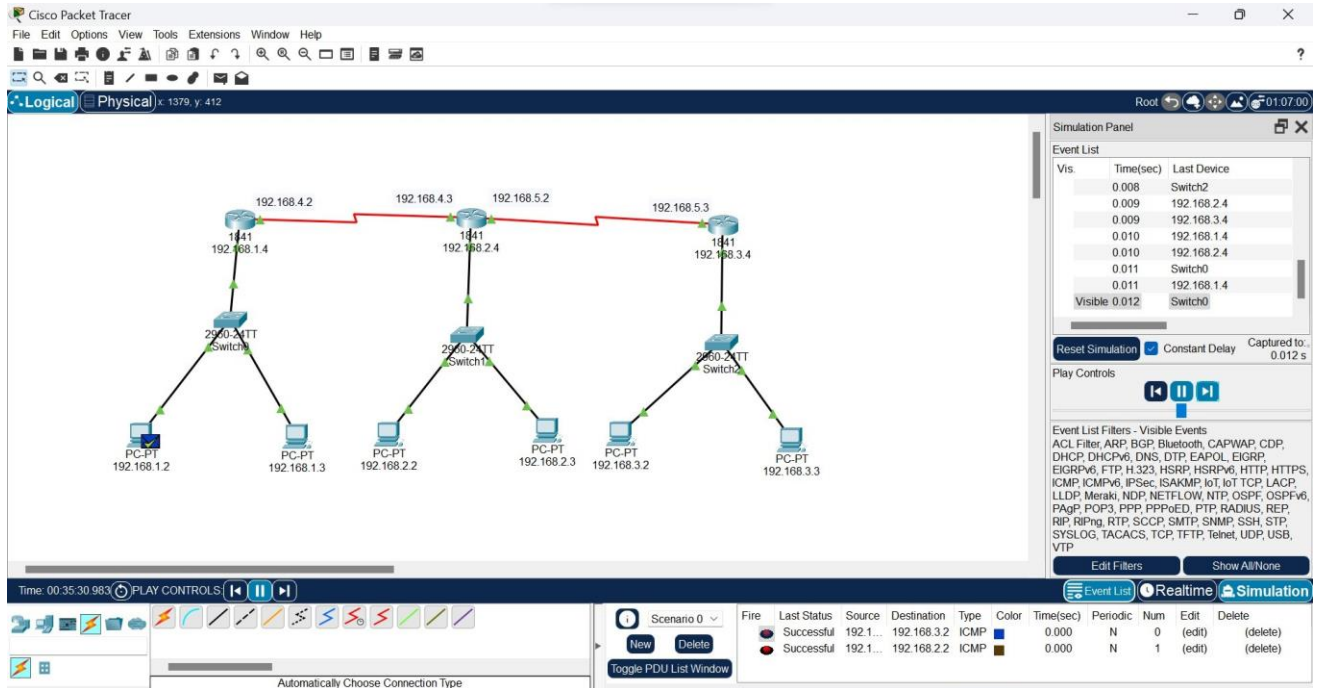 Cisco Packet Tracer
File Edit Options View Tools Extensions Window Help
?
Logical Physical x: 1379, y: 412
Root 01:07:00
Simulation Panel
Event List
Vis. Time(sec) Last Device
0.008 Switch2
0.009 192.168.2.4
0.009 192.168.3.4
0.010 192.168.1.4
0.010 192.168.2.4
0.011 Switch0
0.011 192.168.1.4
Visible 0.012 Switch0
Reset Simulation Constant Delay Captured to:.
0.012 s
Play Controls
Event List Filters - Visible Events
ACL Filter, ARP, BGP, Bluetooth, CAPWAP, CDP,
DHCP, DHCPv6, DNS, DTP, EAPOL, EIGRP,
EIGRPv6, FTP, H.323, HSRP, HSRPv6, HTTP, HTTPS,
ICMP, ICMPv6, IPSec, ISAKMP, IoT, IoT TCP, LACP,
LLDP, Meraki, NDP, NETFLOW, NTP, OSPF, OSPFv6,
PAgP, POP3, PPP, PPPoED, PTP, RADIUS, REP,
RIP, RIPng, RTP, SCCP, SMTP, SNMP, SSH, STP,
SYSLOG, TACACS, TCP, TFTP, Telnet, UDP, USB,
VTP
Edit Filters Show All/None
192.168.4.2 192.168.4.3 192.168.5.2 192.168.5.3
1841
192.168.1.4
1841
192.168.2.4
1841
192.168.3.4
2960-24TT
Switch0
2960-24TT
Switch1
2960-24TT
Switch2
PC-PT
192.168.1.2
PC-PT
192.168.1.3
PC-PT
192.168.2.2
PC-PT
192.168.2.3
PC-PT
192.168.3.2
PC-PT
192.168.3.3
Time: 00:35:30.983 PLAY CONTROLS:
Event List Realtime Simulation
Automatically Choose Connection Type
Scenario 0
New Delete
Toggle PDU List Window
Fire Last Status Source Destination Type Color Time(sec) Periodic Num Edit Delete
Successful 192.1... 192.168.3.2 ICMP 0.000 N 0 (edit) (delete)
Successful 192.1... 192.168.2.2 ICMP 0.000 N 1 (edit) (delete)